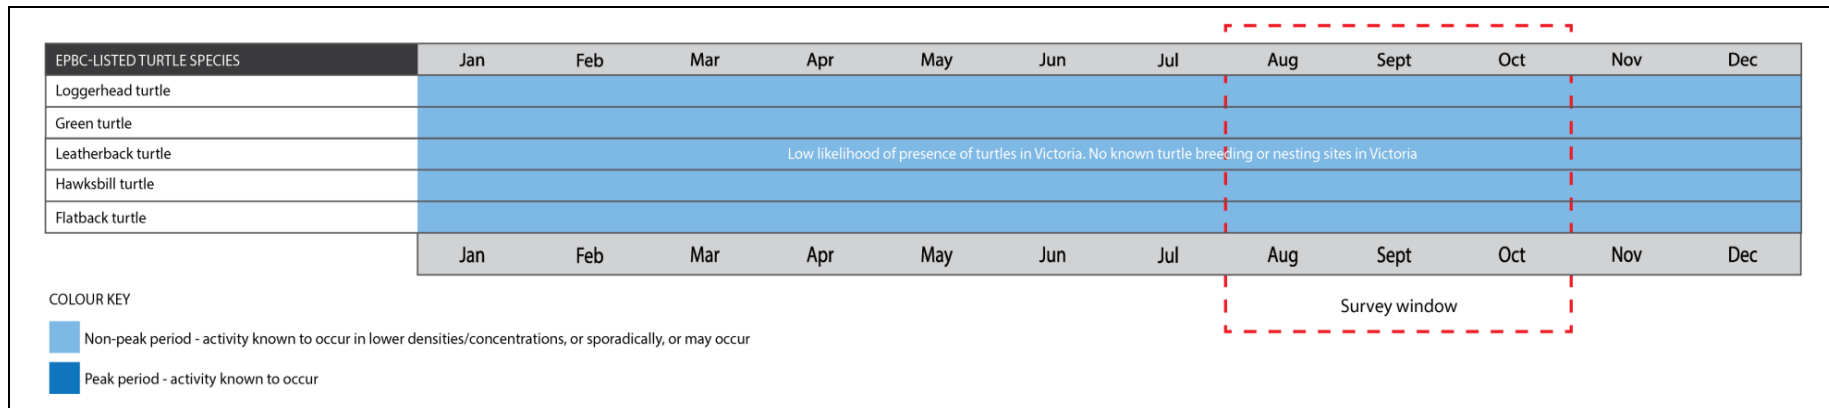 EPBC-LISTED TURTLE SPECIES Jan Feb Mar Apr May Jun Jul Aug Sept Oct Nov Dec
Loggerhead turtle
Green turtle
Leatherback turtle Low likelihood of presence of turtles in Victoria. No known turtle breeding or nesting sites in Victoria
Hawksbill turtle
Flatback turtle
Jan Feb Mar Apr May Jun Jul Aug Sept Oct Nov Dec
COLOUR KEY
Survey window
Non-peak period - activity known to occur in lower densities/concentrations, or sporadically, or may occur
Peak period - activity known to occur